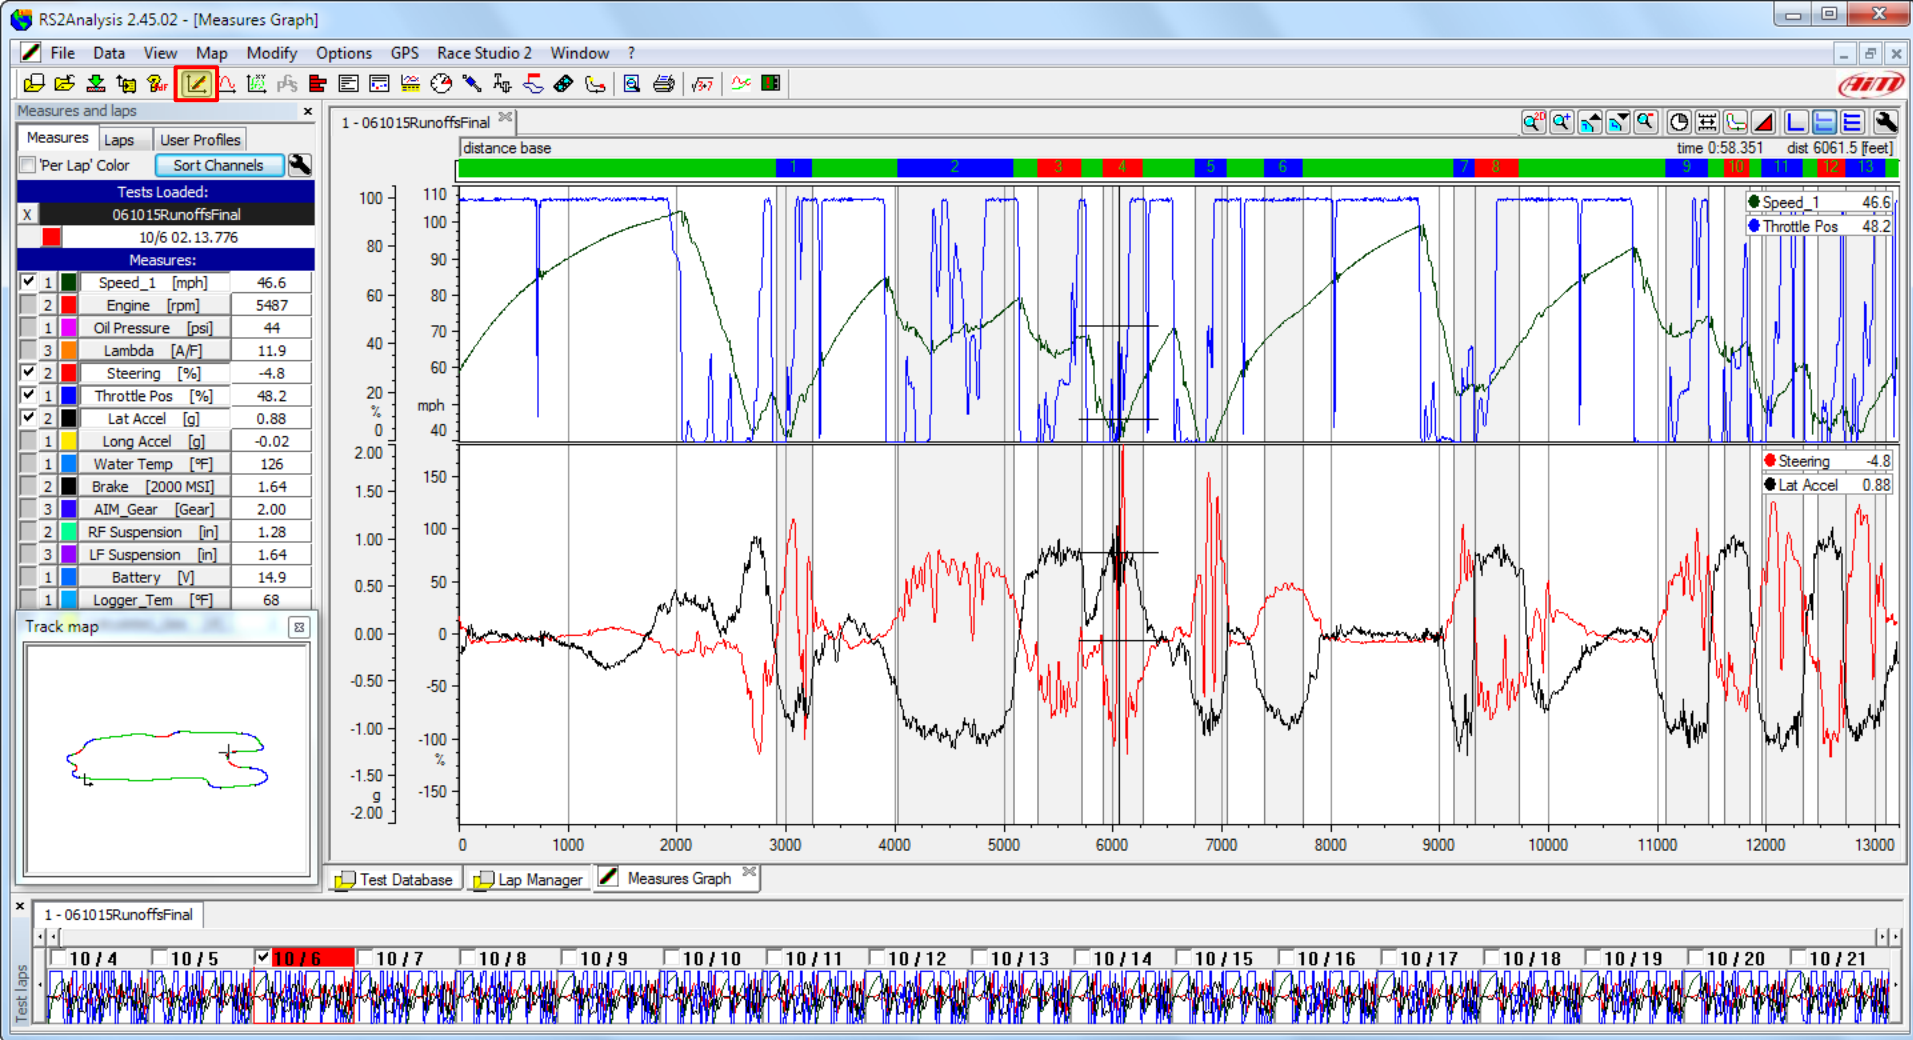 RS2Analysis 2.45.02 - [Measures Graph]
File Data View Map Modify Options GPS Race Studio 2 Window ?
AiM
Measures and laps
Measures Laps User Profiles
'Per Lap' Color Sort Channels
Tests Loaded:
X 061015RunoffsFinal
10/6 02.13.776
Measures:
1 Speed_1 [mph] 46.6
2 Engine [rpm] 5487
1 Oil Pressure [psi] 44
3 Lambda [A/F] 11.9
2 Steering [%] -4.8
1 Throttle Pos [%] 48.2
2 Lat Accel [g] 0.88
1 Long Accel [g] -0.02
1 Water Temp [ºF] 126
2 Brake [2000 MSI] 1.64
3 AIM_Gear [Gear] 2.00
2 RF Suspension [in] 1.28
3 LF Suspension [in] 1.64
1 Battery [V] 14.9
1 Logger_Tem [ºF] 68
Track map
1 - 061015RunoffsFinal
distance base
time 0:58.351 dist 6061.5 [feet]
1 2 3 4 5 6 7 8 9 10 11 12 13
100 80 60 40 20 % 0
110 100 90 80 70 60 mph 40
Speed_1 46.6
Throttle Pos 48.2
2.00 1.50 1.00 0.50 0.00 -0.50 -1.00 -1.50 g -2.00
150 100 50 0 -50 -100 % -150
Steering -4.8
Lat Accel 0.88
0 1000 2000 3000 4000 5000 6000 7000 8000 9000 10000 11000 12000 13000
Test Database Lap Manager Measures Graph
1 - 061015RunoffsFinal
Test laps
10 / 4 10 / 5 10 / 6 10 / 7 10 / 8 10 / 9 10 / 10 10 / 11 10 / 12 10 / 13 10 / 14 10 / 15 10 / 16 10 / 17 10 / 18 10 / 19 10 / 20 10 / 21